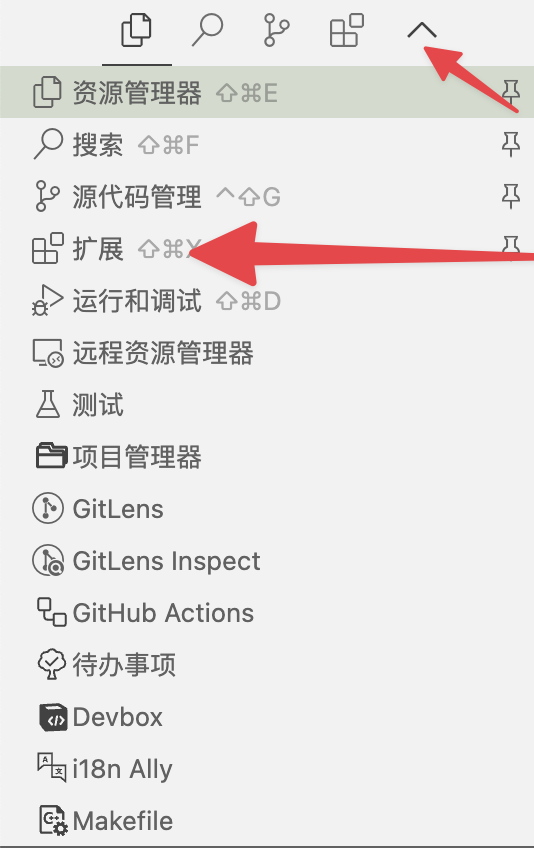 资源管理器 ⇧⌘E
搜索 ⇧⌘F
源代码管理 ^⇧G
扩展 ⇧⌘X
运行和调试 ⇧⌘D
远程资源管理器
测试
项目管理器
GitLens
GitLens Inspect
GitHub Actions
待办事项
Devbox
i18n Ally
Makefile